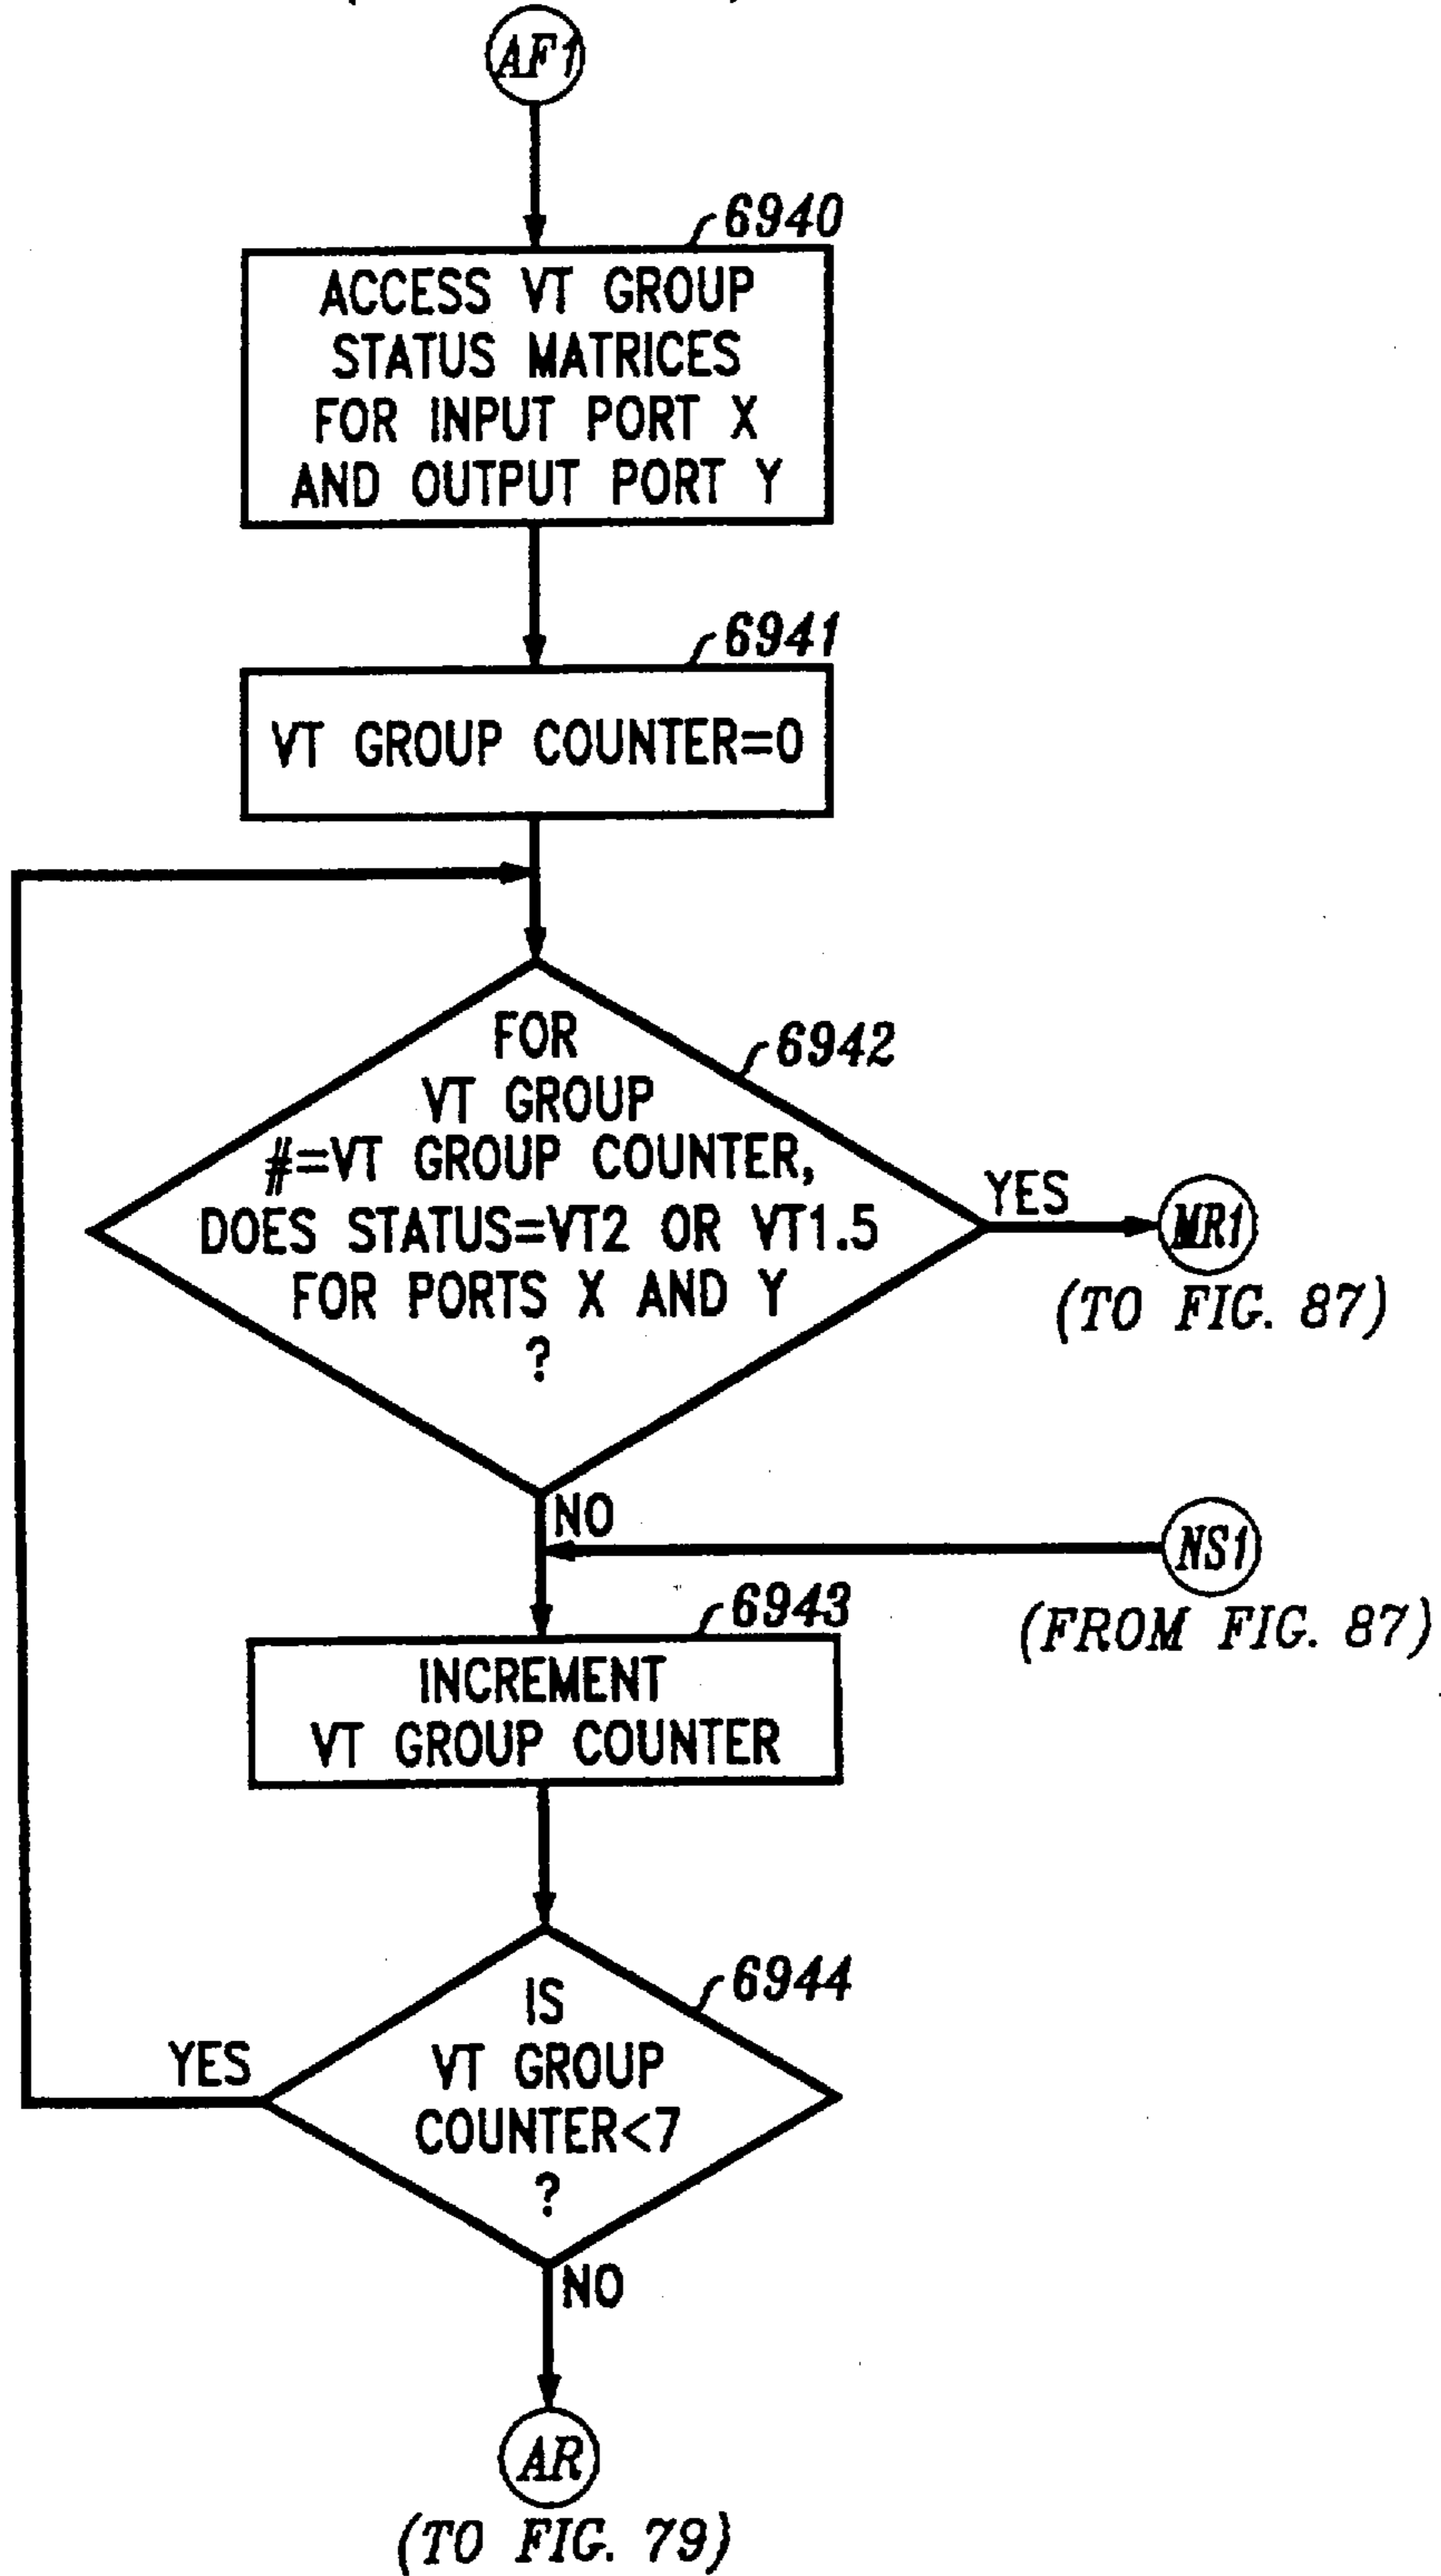 AF1
6940
ACCESS VT GROUP
STATUS MATRICES
FOR INPUT PORT X
AND OUTPUT PORT Y
6941
VT GROUP COUNTER=0
6942
FOR
VT GROUP
#=VT GROUP COUNTER,
DOES STATUS=VT2 OR VT1.5
FOR PORTS X AND Y
?
YES
MR1
(TO FIG. 87)
NO
NS1
(FROM FIG. 87)
6943
INCREMENT
VT GROUP COUNTER
6944
IS
VT GROUP
COUNTER<7
?
YES
NO
AR
(TO FIG. 79)